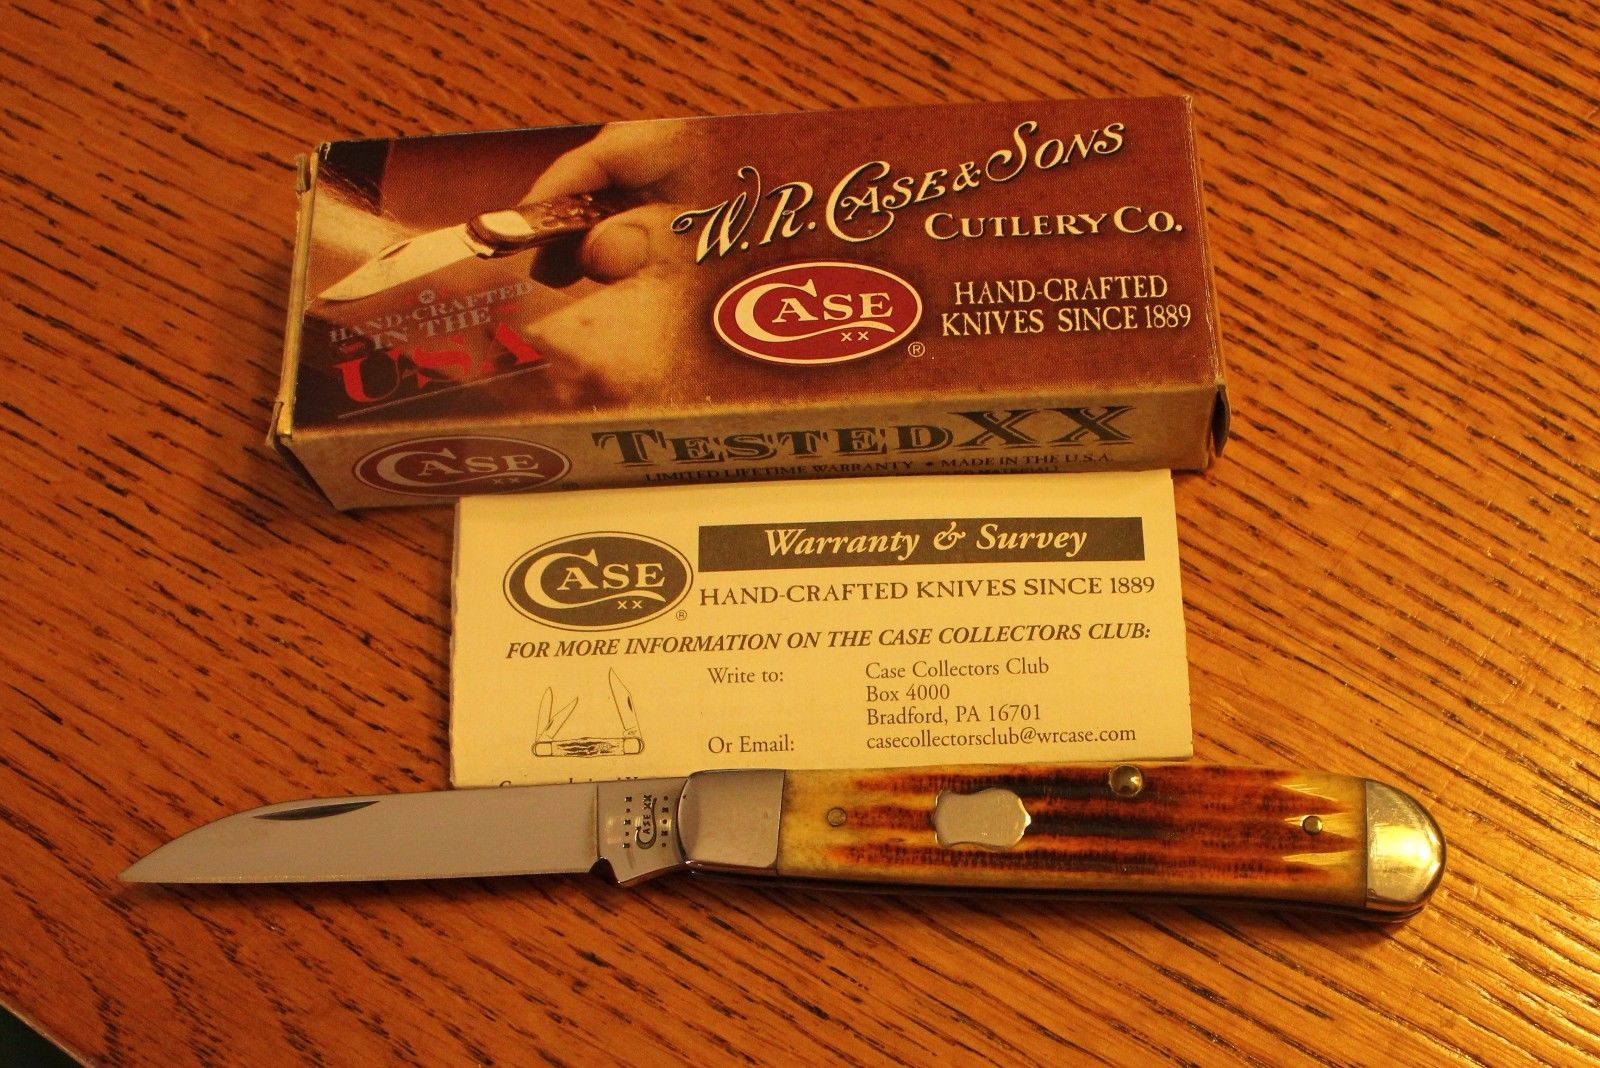 W.R. CASE & SONS
CUTLERY CO.
CASE
XX
®
HAND-CRAFTED
KNIVES SINCE 1889
HAND-CRAFTED
IN THE
USA
CASE
XX
®
TESTED XX
LIMITED LIFETIME WARRANTY • MADE IN THE U.S.A.
CASE
XX
®
Warranty & Survey
HAND-CRAFTED KNIVES SINCE 1889
FOR MORE INFORMATION ON THE CASE COLLECTORS CLUB:
Write to: Case Collectors Club
Box 4000
Bradford, PA 16701
Or Email: casecollectorsclub@wrcase.com
CASE XX